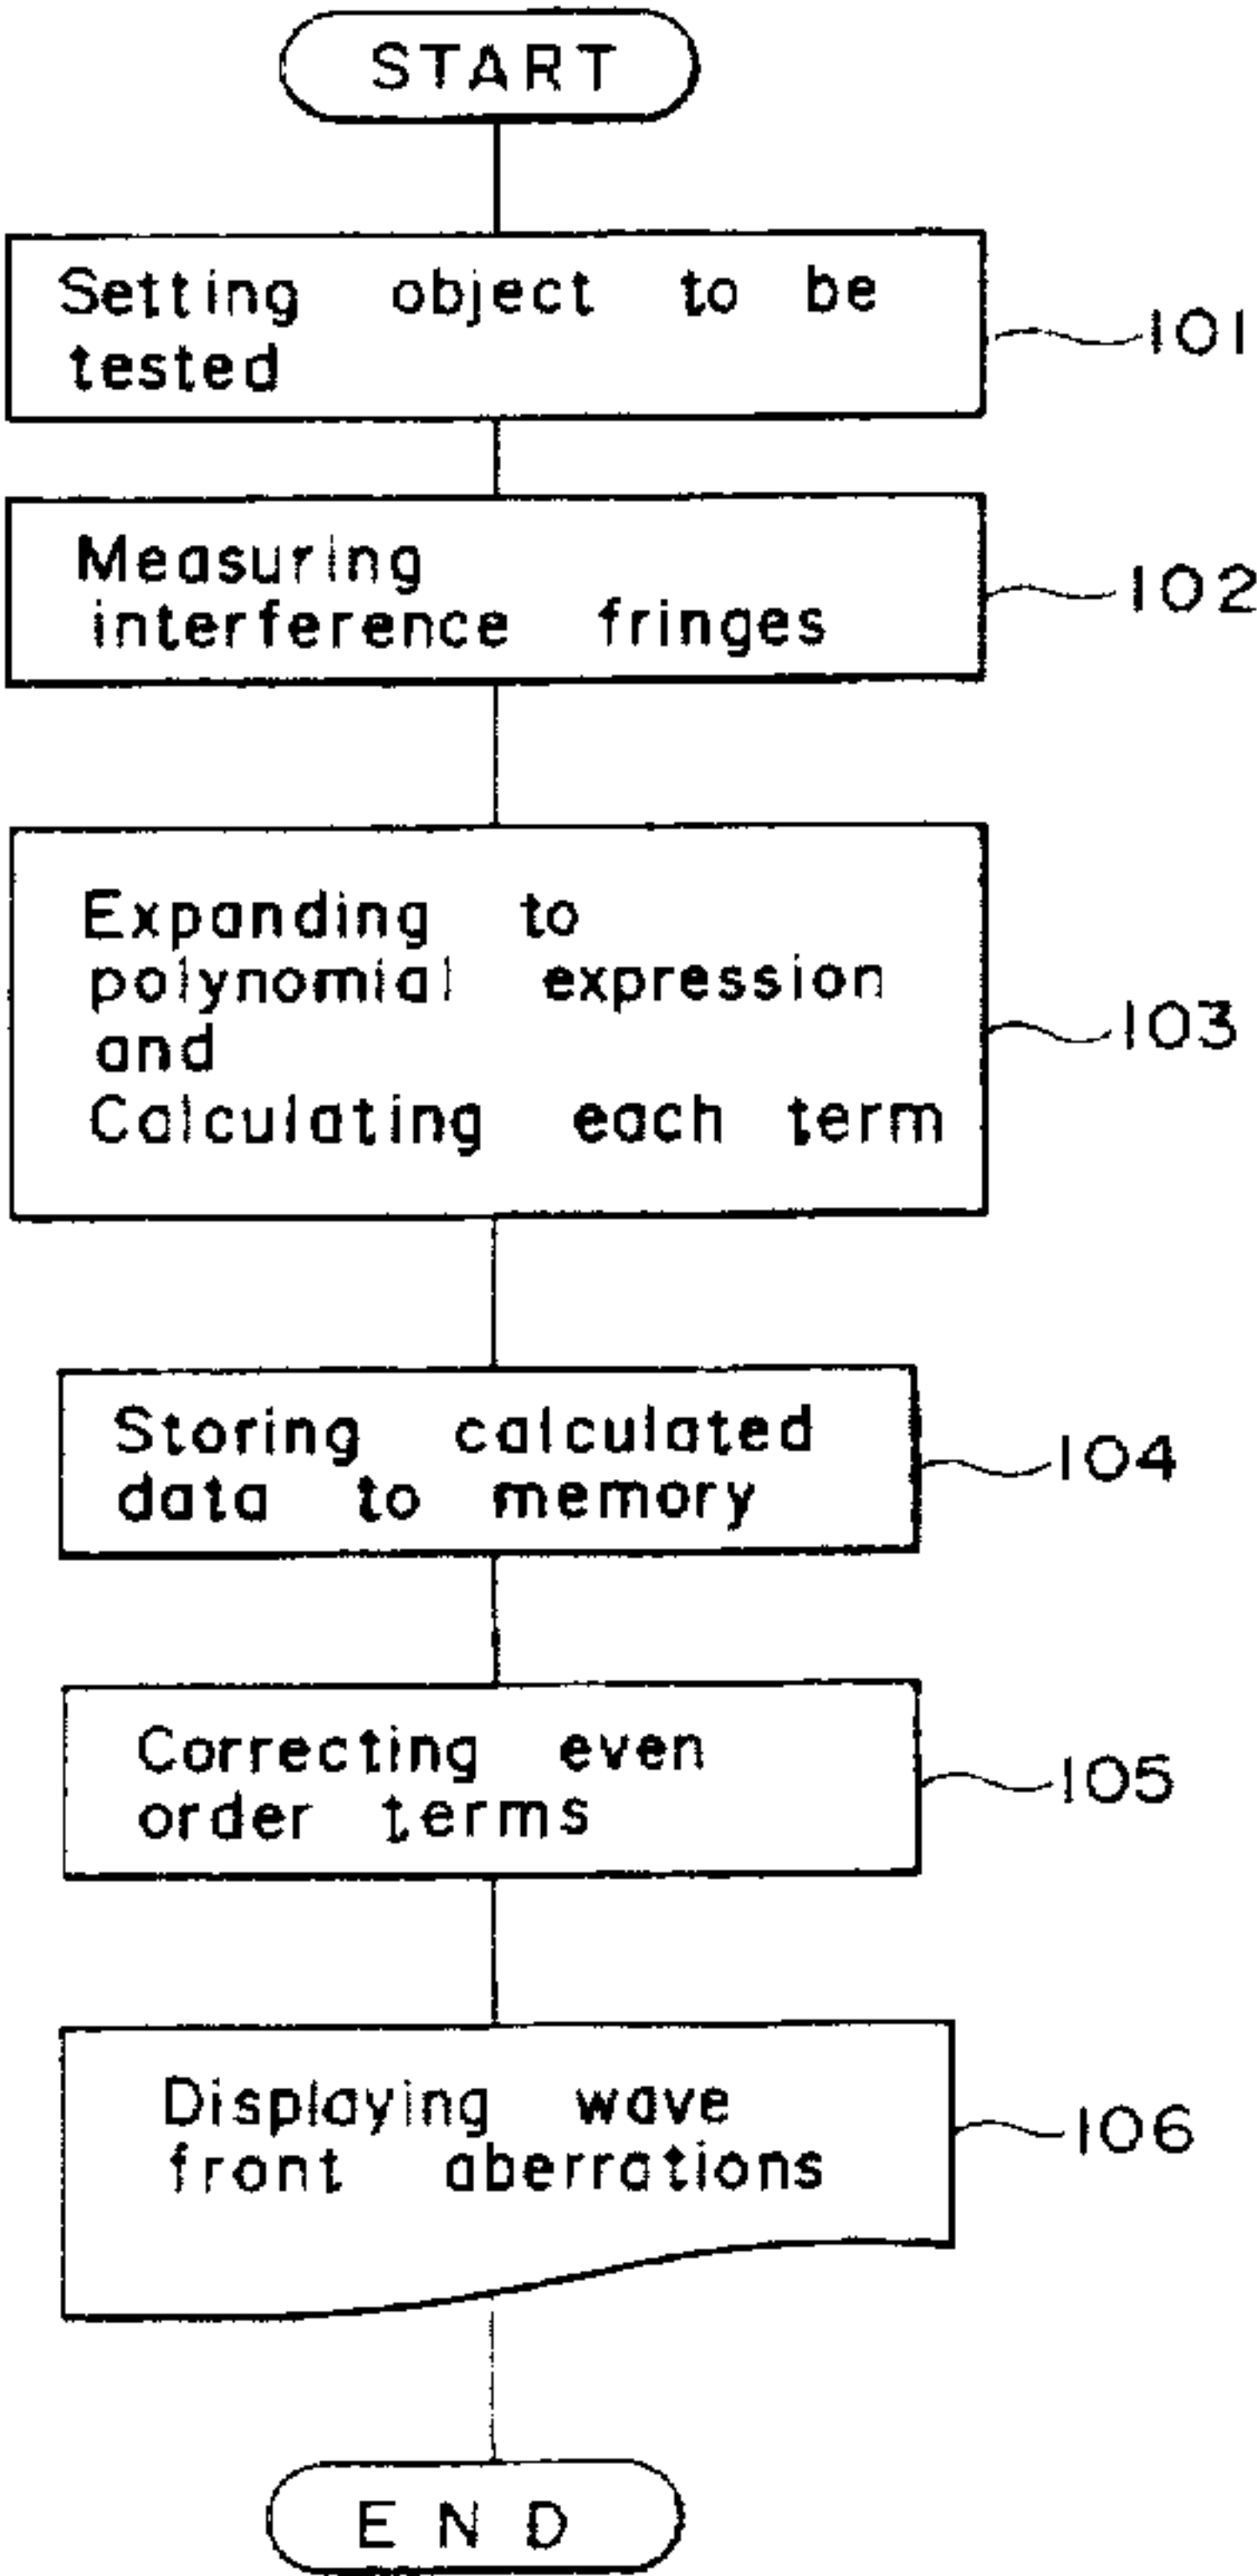 START
Setting object to be
tested
101
Measuring
interference fringes
102
Expanding to
polynomial expression
and
Calculating each term
103
Storing calculated
data to memory
104
Correcting even
order terms
105
Displaying wave
front aberrations
106
END